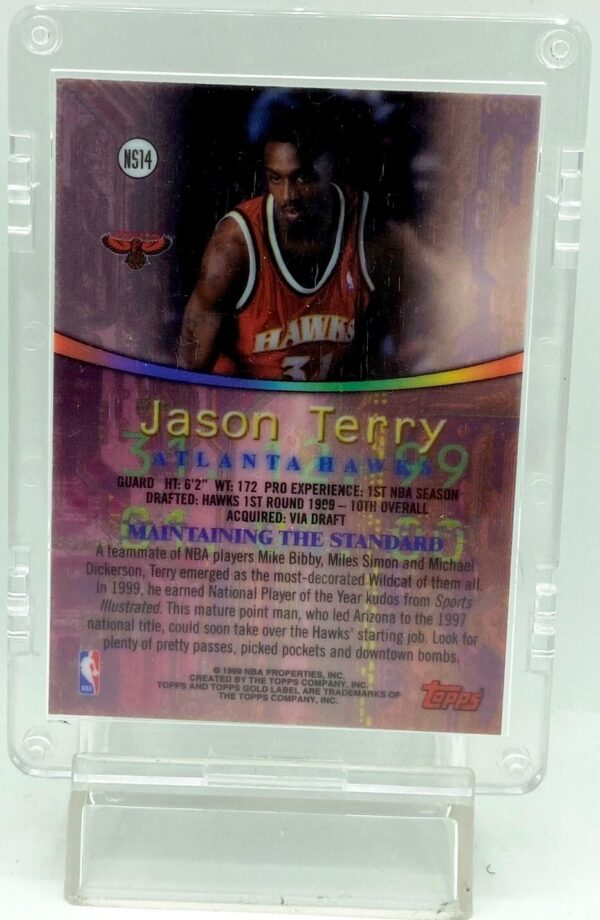 NS14
HAWKS
31
Jason Terry
ATLANTA HAWKS
GUARD HT: 6'2" WT: 172 PRO EXPERIENCE: 1ST NBA SEASON
DRAFTED: HAWKS 1ST ROUND 1999 – 10TH OVERALL
ACQUIRED: VIA DRAFT
MAINTAINING THE STANDARD
A teammate of NBA players Mike Bibby, Miles Simon and Michael
Dickerson, Terry emerged as the most-decorated Wildcat of them all.
In 1999, he earned National Player of the Year kudos from Sports
Illustrated. This mature point man, who led Arizona to the 1997
national title, could soon take over the Hawks' starting job. Look for
plenty of pretty passes, picked pockets and downtown bombs.
© 1999 NBA PROPERTIES, INC.
CREATED BY THE TOPPS COMPANY, INC.
TOPPS AND TOPPS GOLD LABEL ARE TRADEMARKS OF
THE TOPPS COMPANY, INC.
NBA
TOPPS